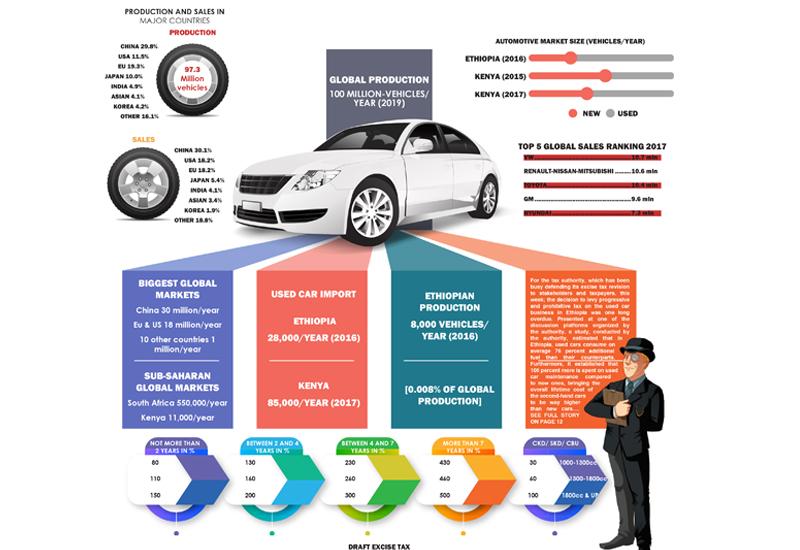 PRODUCTION AND SALES IN
MAJOR COUNTRIES
PRODUCTION
CHINA 29.8%
USA 11.5%
EU 19.3%
JAPAN 10.0%
INDIA 4.9%
ASIAN 4.1%
KOREA 4.2%
OTHER 16.1%
97.3
Million
vehicles
SALES
CHINA 30.1%
USA 18.2%
EU 18.2%
JAPAN 5.4%
INDIA 4.1%
ASIAN 3.4%
KOREA 1.9%
OTHER 18.8%
GLOBAL PRODUCTION
100 MILLION-VEHICLES/
YEAR (2019)
AUTOMOTIVE MARKET SIZE (VEHICLES/YEAR)
ETHIOPIA (2016)
KENYA (2015)
KENYA (2017)
NEW
USED
TOP 5 GLOBAL SALES RANKING 2017
VW 10.7 mln
RENAULT-NISSAN-MITSUBISHI ........... 10.6 mln
TOYOTA 10.4 mln
GM 9.6 mln
HYUNDAI 7.3 mln
BIGGEST GLOBAL
MARKETS
China 30 million/year
Eu & US 18 million/year
10 other countries 1
million/year
SUB-SAHARAN
GLOBAL MARKETS
South Africa 550,000/year
Kenya 11,000/year
USED CAR IMPORT
ETHIOPIA
28,000/YEAR (2016)
KENYA
85,000/YEAR (2017)
ETHIOPIAN
PRODUCTION
8,000 VEHICLES/
YEAR (2016)
[0.008% OF GLOBAL
PRODUCTION]
For the tax authority, which has been
busy defending its excise tax revision
to stakeholders and taxpayers, this
week; the decision to levy progressive
and prohibitive tax on the used car
business in Ethiopia was one long
overdue. Presented at one of the
discussion platforms organized by
the authority, a study, conducted by
the authority, estimated that in
Ethiopia, used cars consume on
average 75 percent additional
fuel than their counterparts.
Furthermore, it established that
106 percent more is spent on used
car maintenance compared
to new ones, bringing the
overall lifetime cost of
the second-hand cars
to be way higher
than new cars....
SEE FULL STORY
ON PAGE 12
NOT MORE THAN
2 YEARS IN %
80
110
150
BETWEEN 2 AND 4
YEARS IN %
130
160
200
BETWEEN 4 AND 7
YEARS IN %
230
260
300
MORE THAN 7
YEARS IN %
430
460
500
CKD/ SKD/ CBU
30 1000-1300cc
60 1300-1800cc
100 1800cc & UP
DRAFT EXCISE TAX